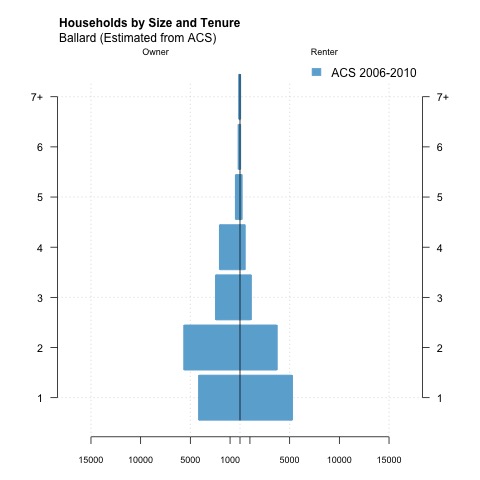 Households by Size and Tenure
Ballard (Estimated from ACS)
Owner Renter
ACS 2006-2010
7+ 7+
6 6
5 5
4 4
3 3
2 2
1 1
15000 10000 5000 1000 5000 10000 15000